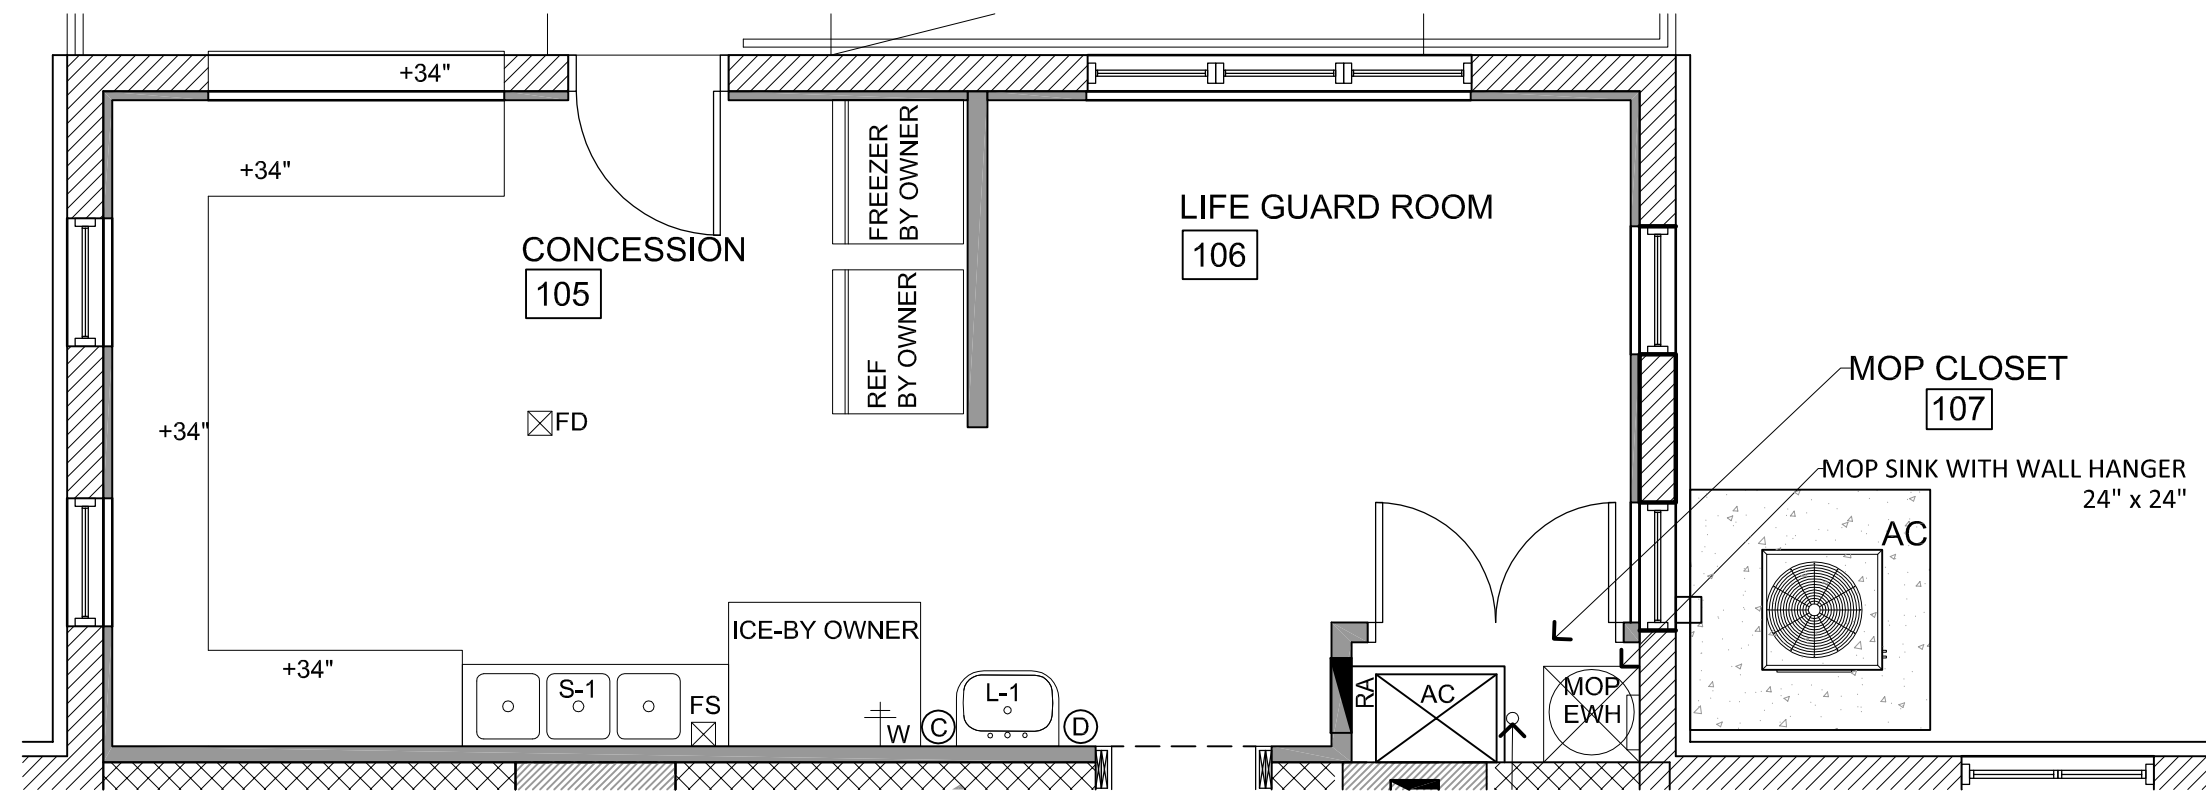 +34"
+34"
FREEZER
BY OWNER
LIFE GUARD ROOM
106
CONCESSION
105
REF
BY OWNER
MOP CLOSET
107
+34"
FD
MOP SINK WITH WALL HANGER
24" x 24"
AC
ICE-BY OWNER
+34"
S-1
L-1
FS
W
C
D
RA
AC
MOP
EWH